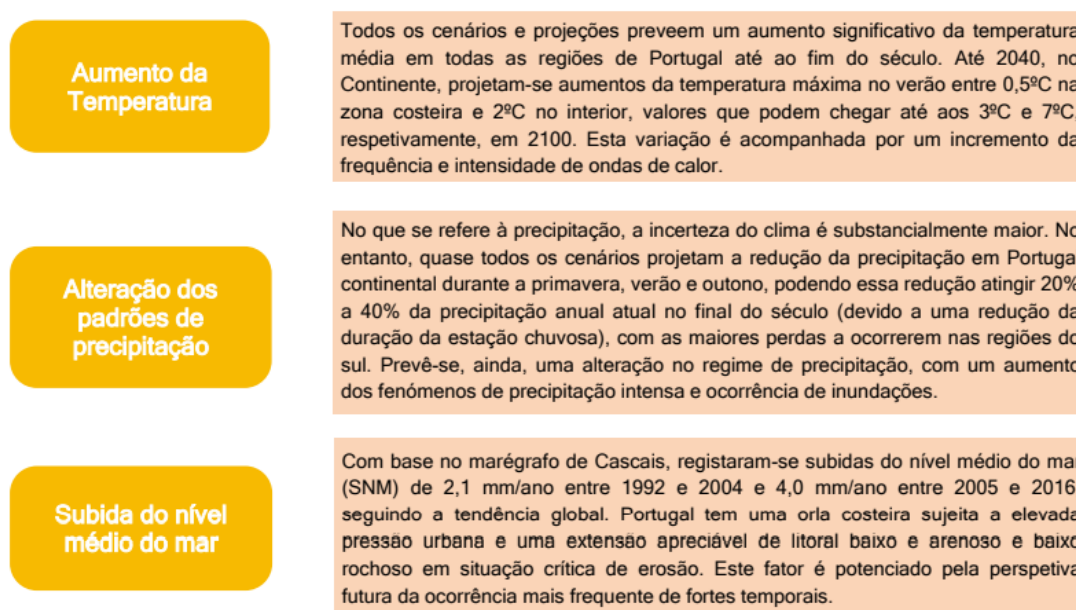 Aumento da
Temperatura
Todos os cenários e projeções preveem um aumento significativo da temperatura
média em todas as regiões de Portugal até ao fim do século. Até 2040, no
Continente, projetam-se aumentos da temperatura máxima no verão entre 0,5ºC na
zona costeira e 2ºC no interior, valores que podem chegar até aos 3ºC e 7ºC,
respetivamente, em 2100. Esta variação é acompanhada por um incremento da
frequência e intensidade de ondas de calor.
Alteração dos
padrões de
precipitação
No que se refere à precipitação, a incerteza do clima é substancialmente maior. No
entanto, quase todos os cenários projetam a redução da precipitação em Portugal
continental durante a primavera, verão e outono, podendo essa redução atingir 20%
a 40% da precipitação anual atual no final do século (devido a uma redução da
duração da estação chuvosa), com as maiores perdas a ocorrerem nas regiões do
sul. Prevê-se, ainda, uma alteração no regime de precipitação, com um aumento
dos fenómenos de precipitação intensa e ocorrência de inundações.
Subida do nível
médio do mar
Com base no marégrafo de Cascais, registaram-se subidas do nível médio do mar
(SNM) de 2,1 mm/ano entre 1992 e 2004 e 4,0 mm/ano entre 2005 e 2016
seguindo a tendência global. Portugal tem uma orla costeira sujeita a elevada
pressão urbana e uma extensão apreciável de litoral baixo e arenoso e baixo
rochoso em situação crítica de erosão. Este fator é potenciado pela perspetiva
futura da ocorrência mais frequente de fortes temporais.